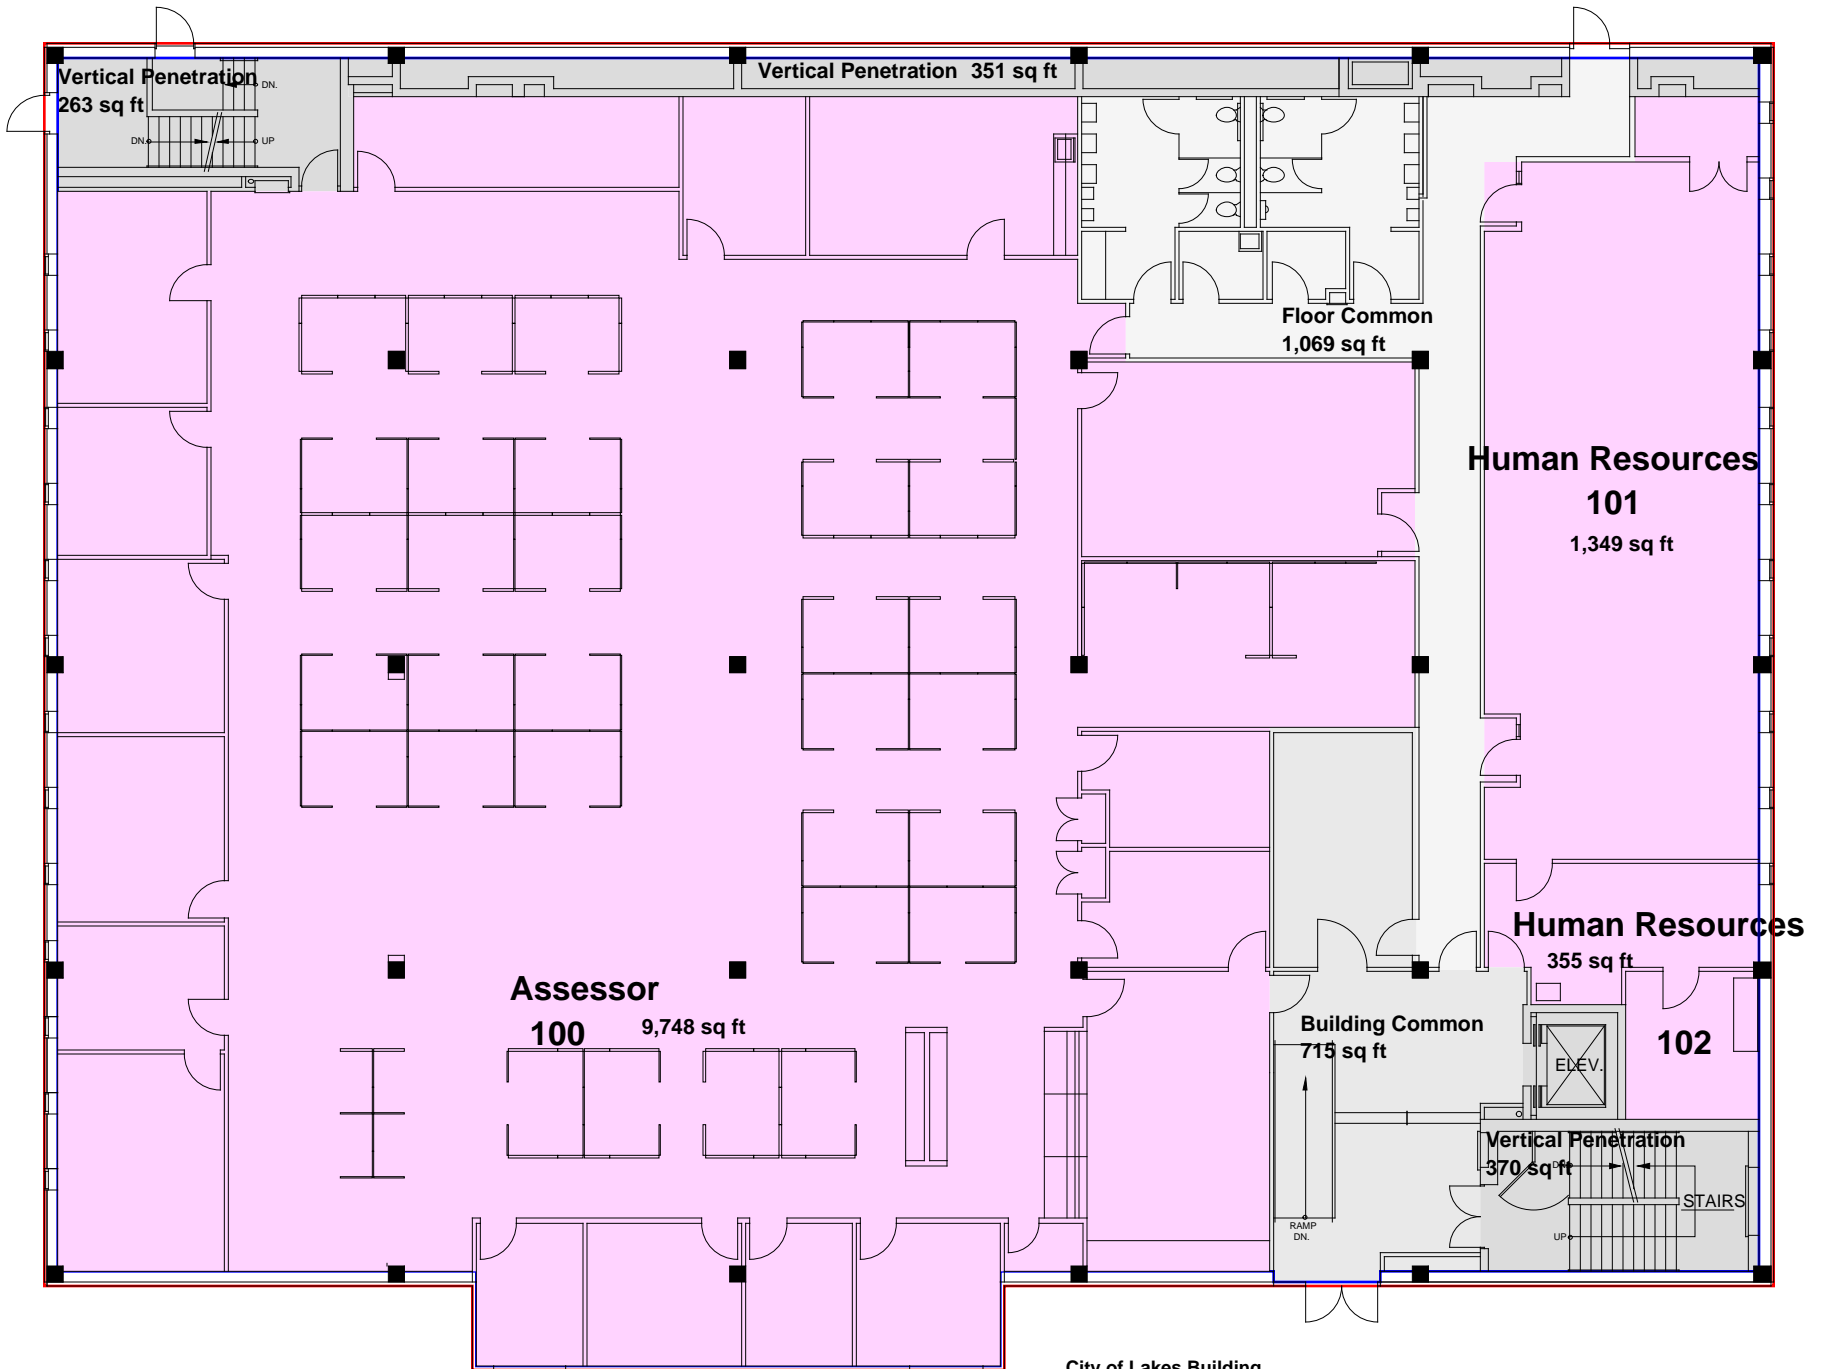 Vertical Penetration
263 sq ft
DN.
DN.
UP
Vertical Penetration 351 sq ft
Floor Common
1,069 sq ft
Human Resources
101
1,349 sq ft
Human Resources
355 sq ft
102
Assessor
100
9,748 sq ft
Building Common
715 sq ft
ELEV.
Vertical Penetration
370 sq ft
DN
STAIRS
UP
RAMP
DN.
City of Lakes Building